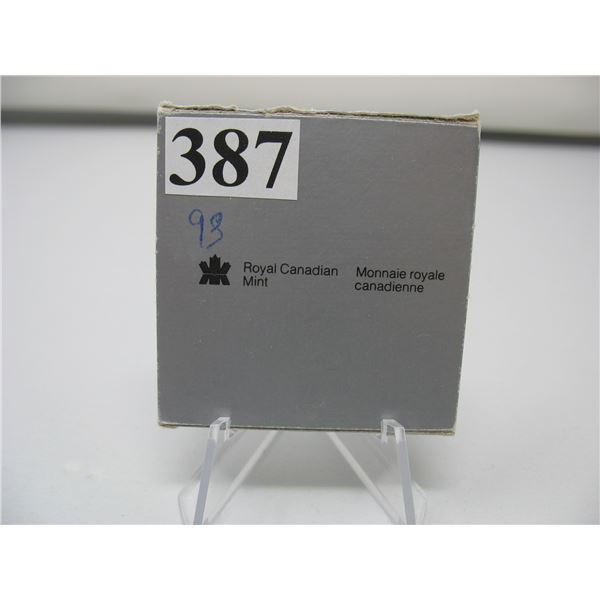 387
93
Royal Canadian
Mint
Monnaie royale
canadienne